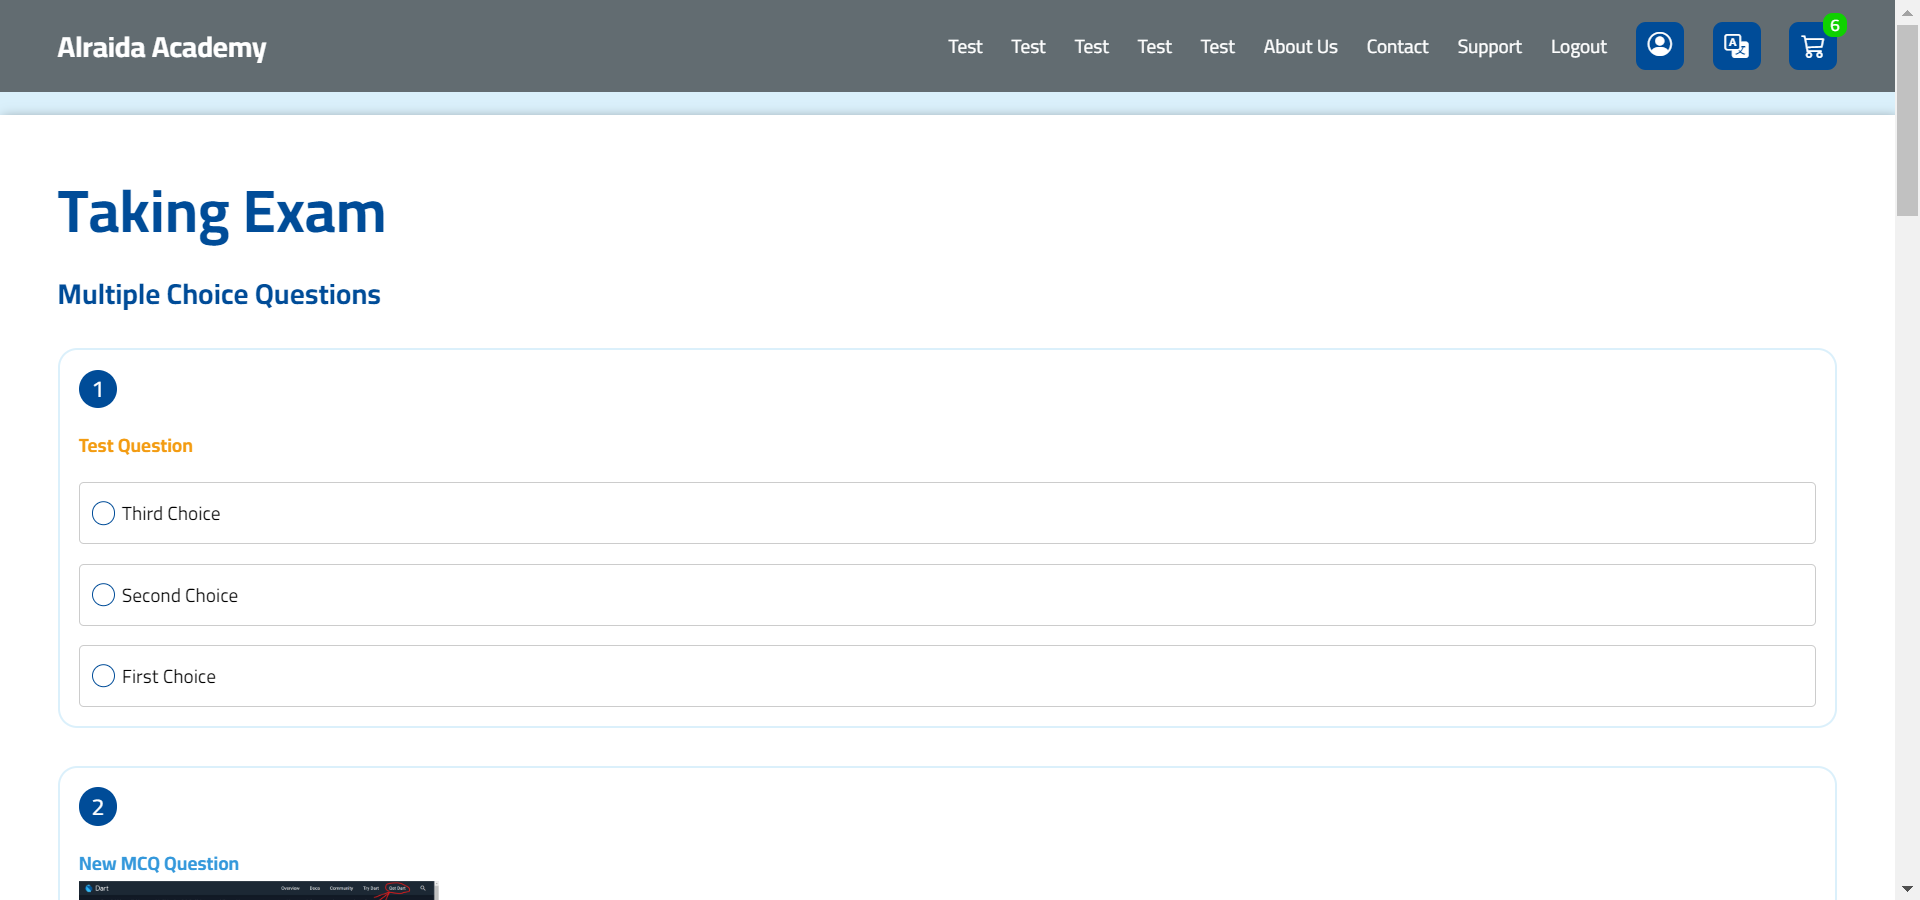 Alraida Academy
Test Test Test Test Test About Us Contact Support Logout
6
Taking Exam
Multiple Choice Questions
1
Test Question
Third Choice
Second Choice
First Choice
2
New MCQ Question
Dart Overview Docs Community Try Dart Get Dart